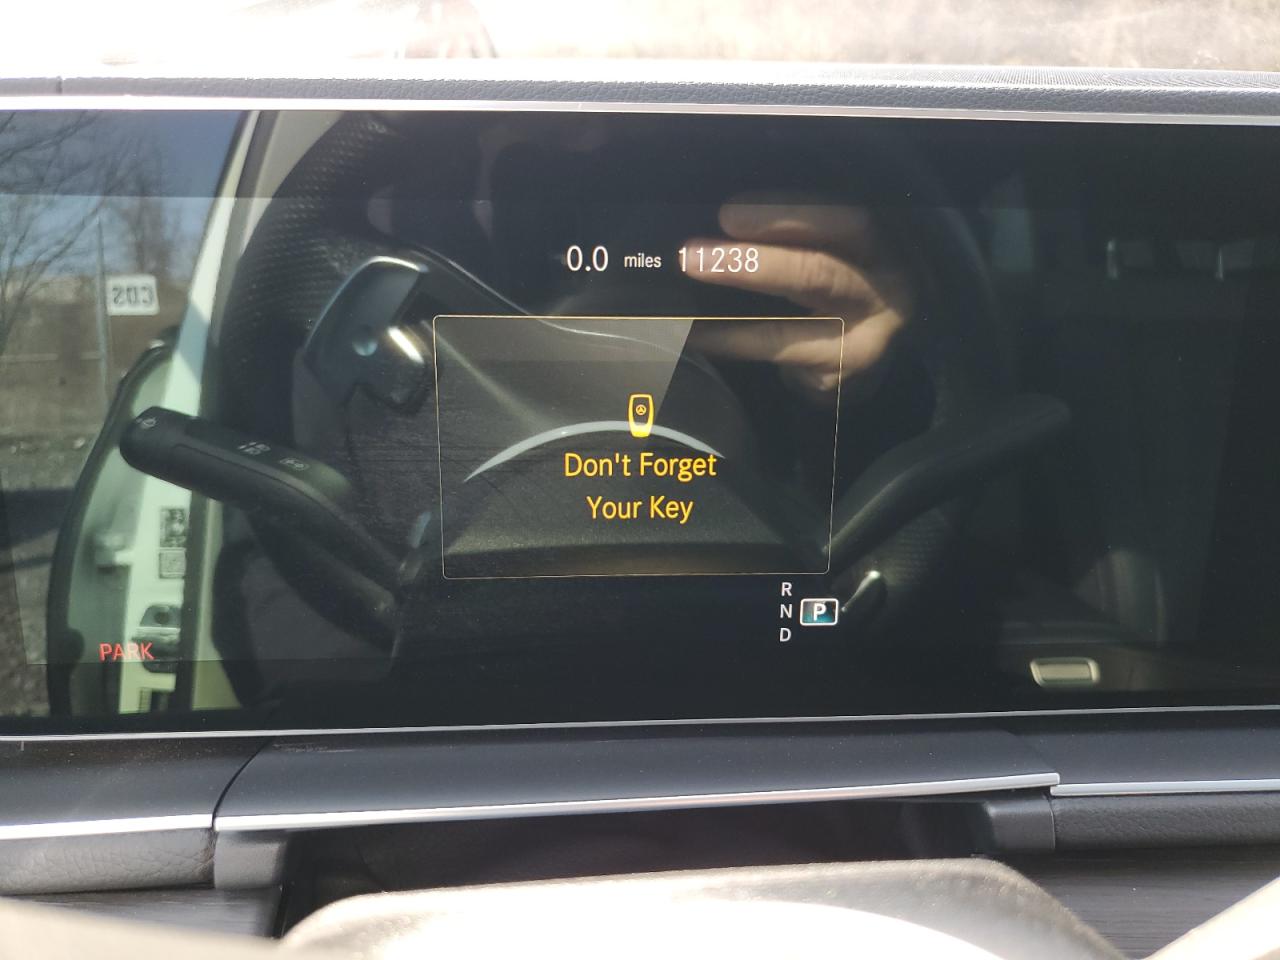 0.0 miles 11238
Don't Forget
Your Key
R
N P
D
PARK
203